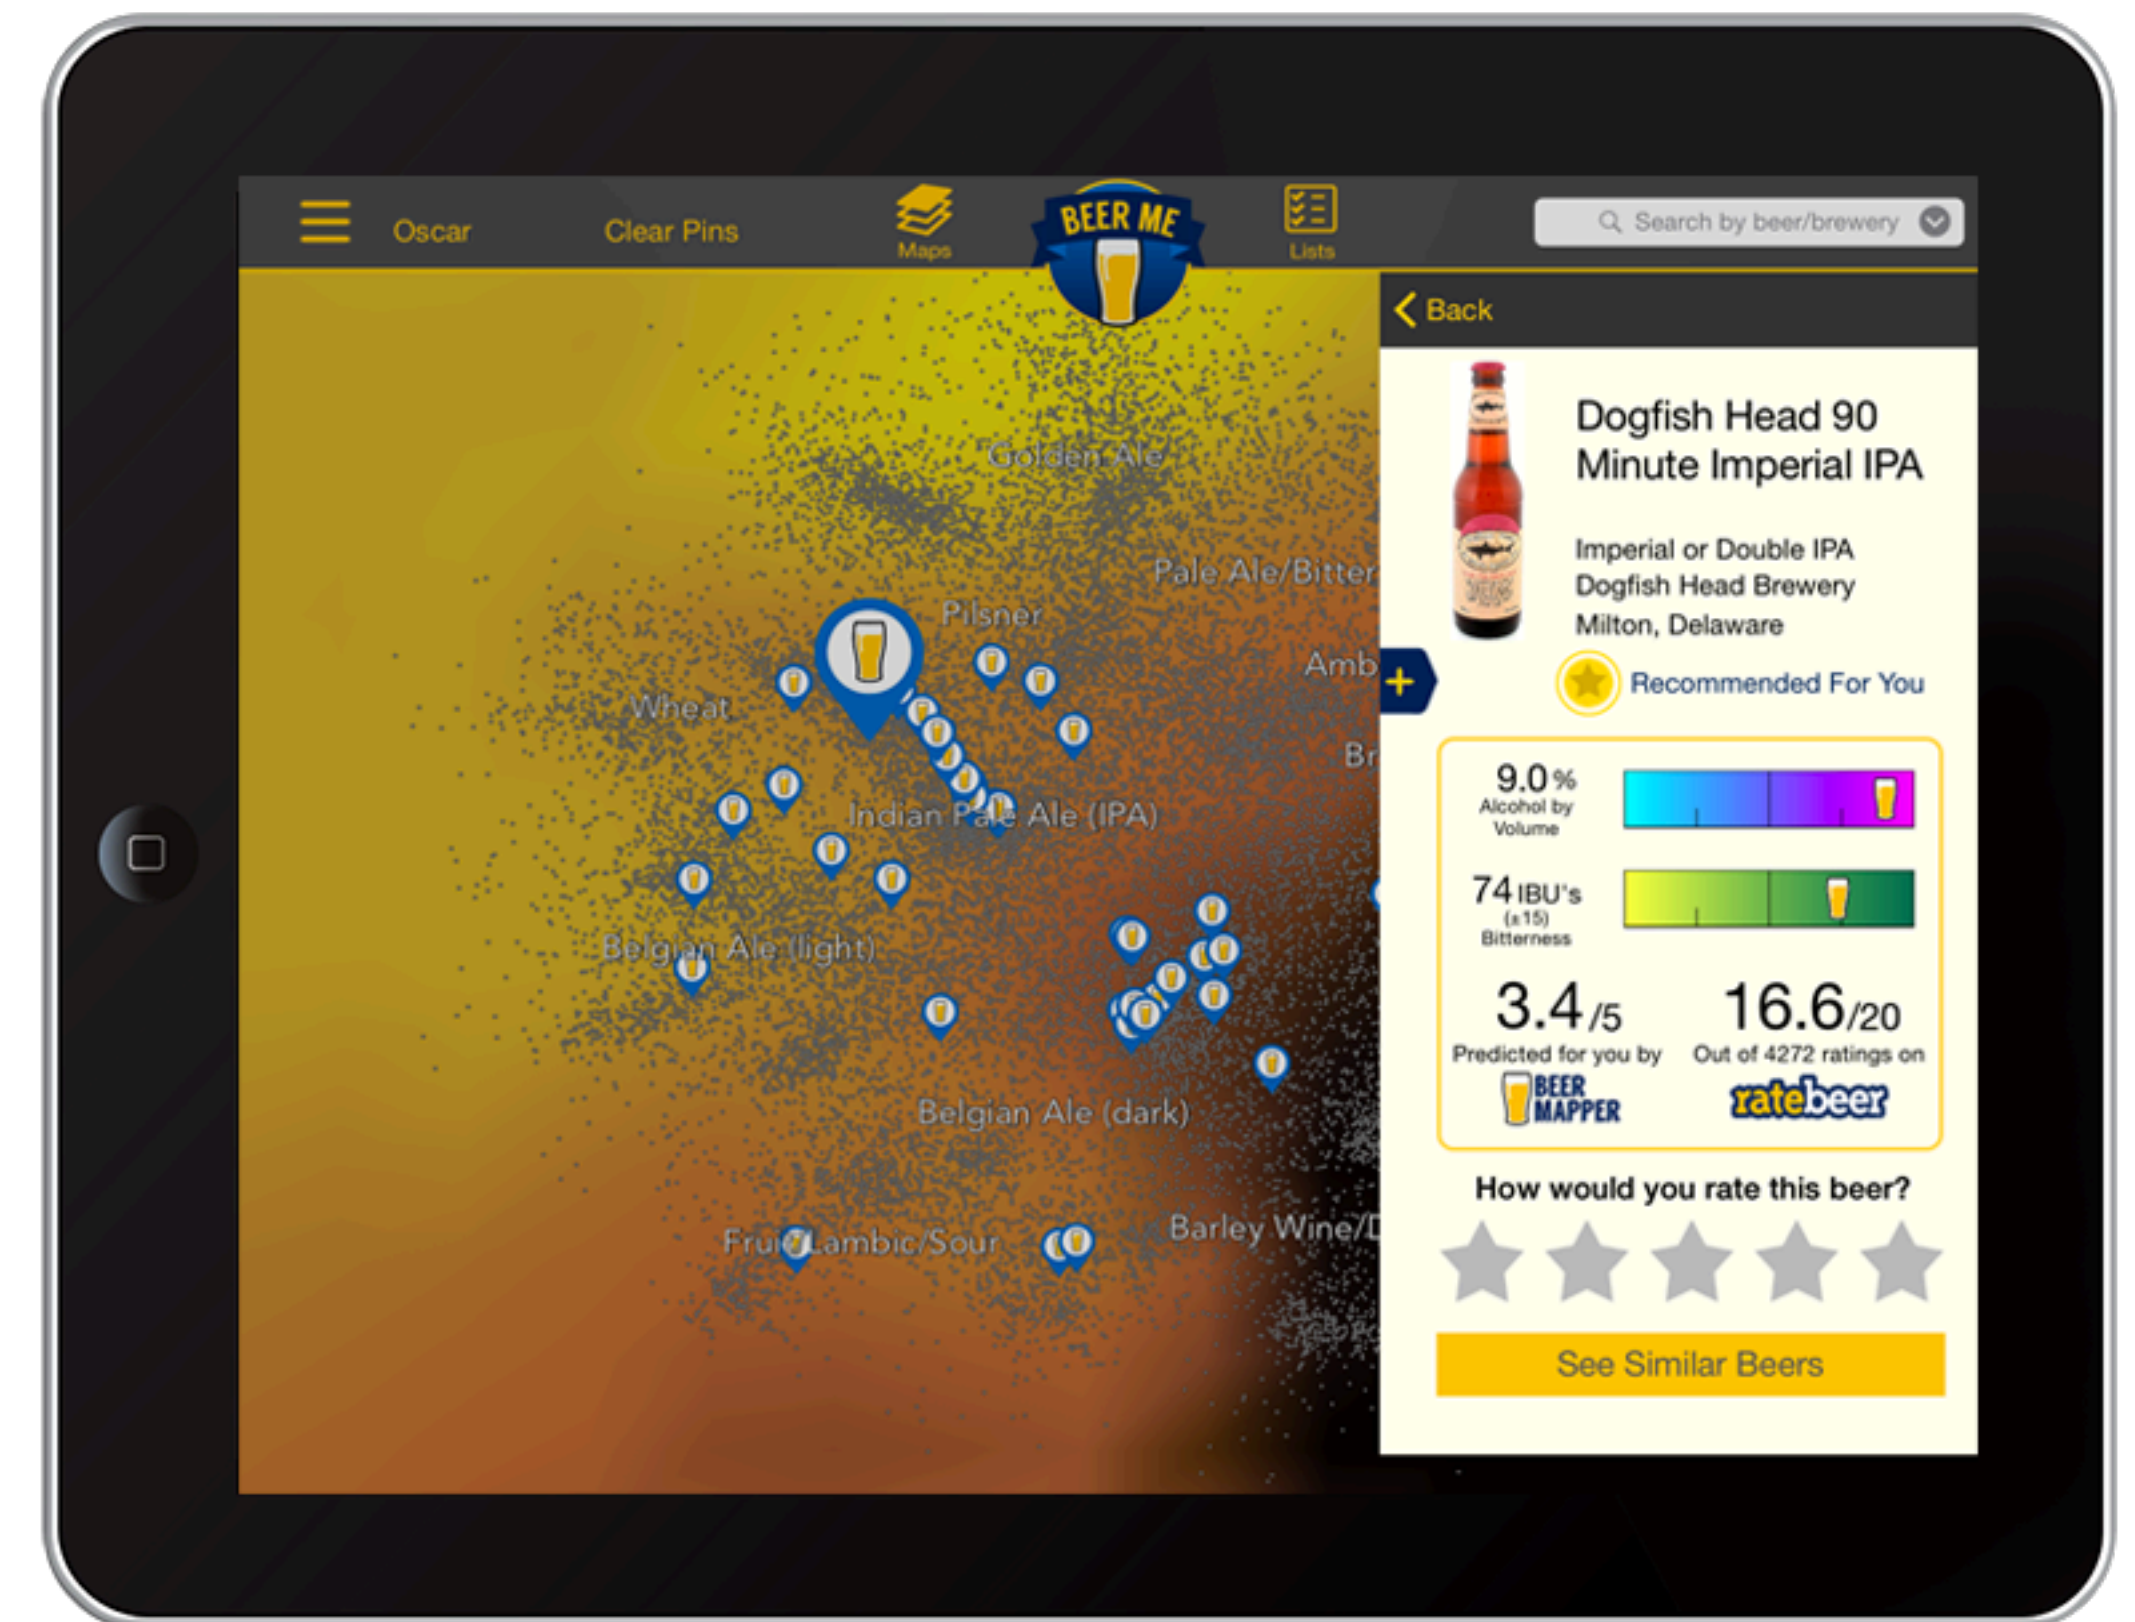 Oscar
Clear Pins
Maps
BEER ME
Lists
Search by beer/brewery
Back
Golden Ale
Pale Ale/Bitter
Pilsner
Amb
Wheat
Br
Indian Pale Ale (IPA)
Belgian Ale (light)
Belgian Ale (dark)
Fruit/Lambic/Sour
Barley Wine/D
Dogfish Head 90
Minute Imperial IPA
Imperial or Double IPA
Dogfish Head Brewery
Milton, Delaware
+
Recommended For You
9.0 %
Alcohol by
Volume
74 IBU's
(±15)
Bitterness
3.4 /5
Predicted for you by
BEER
MAPPER
16.6/20
Out of 4272 ratings on
ratebeer
How would you rate this beer?
See Similar Beers